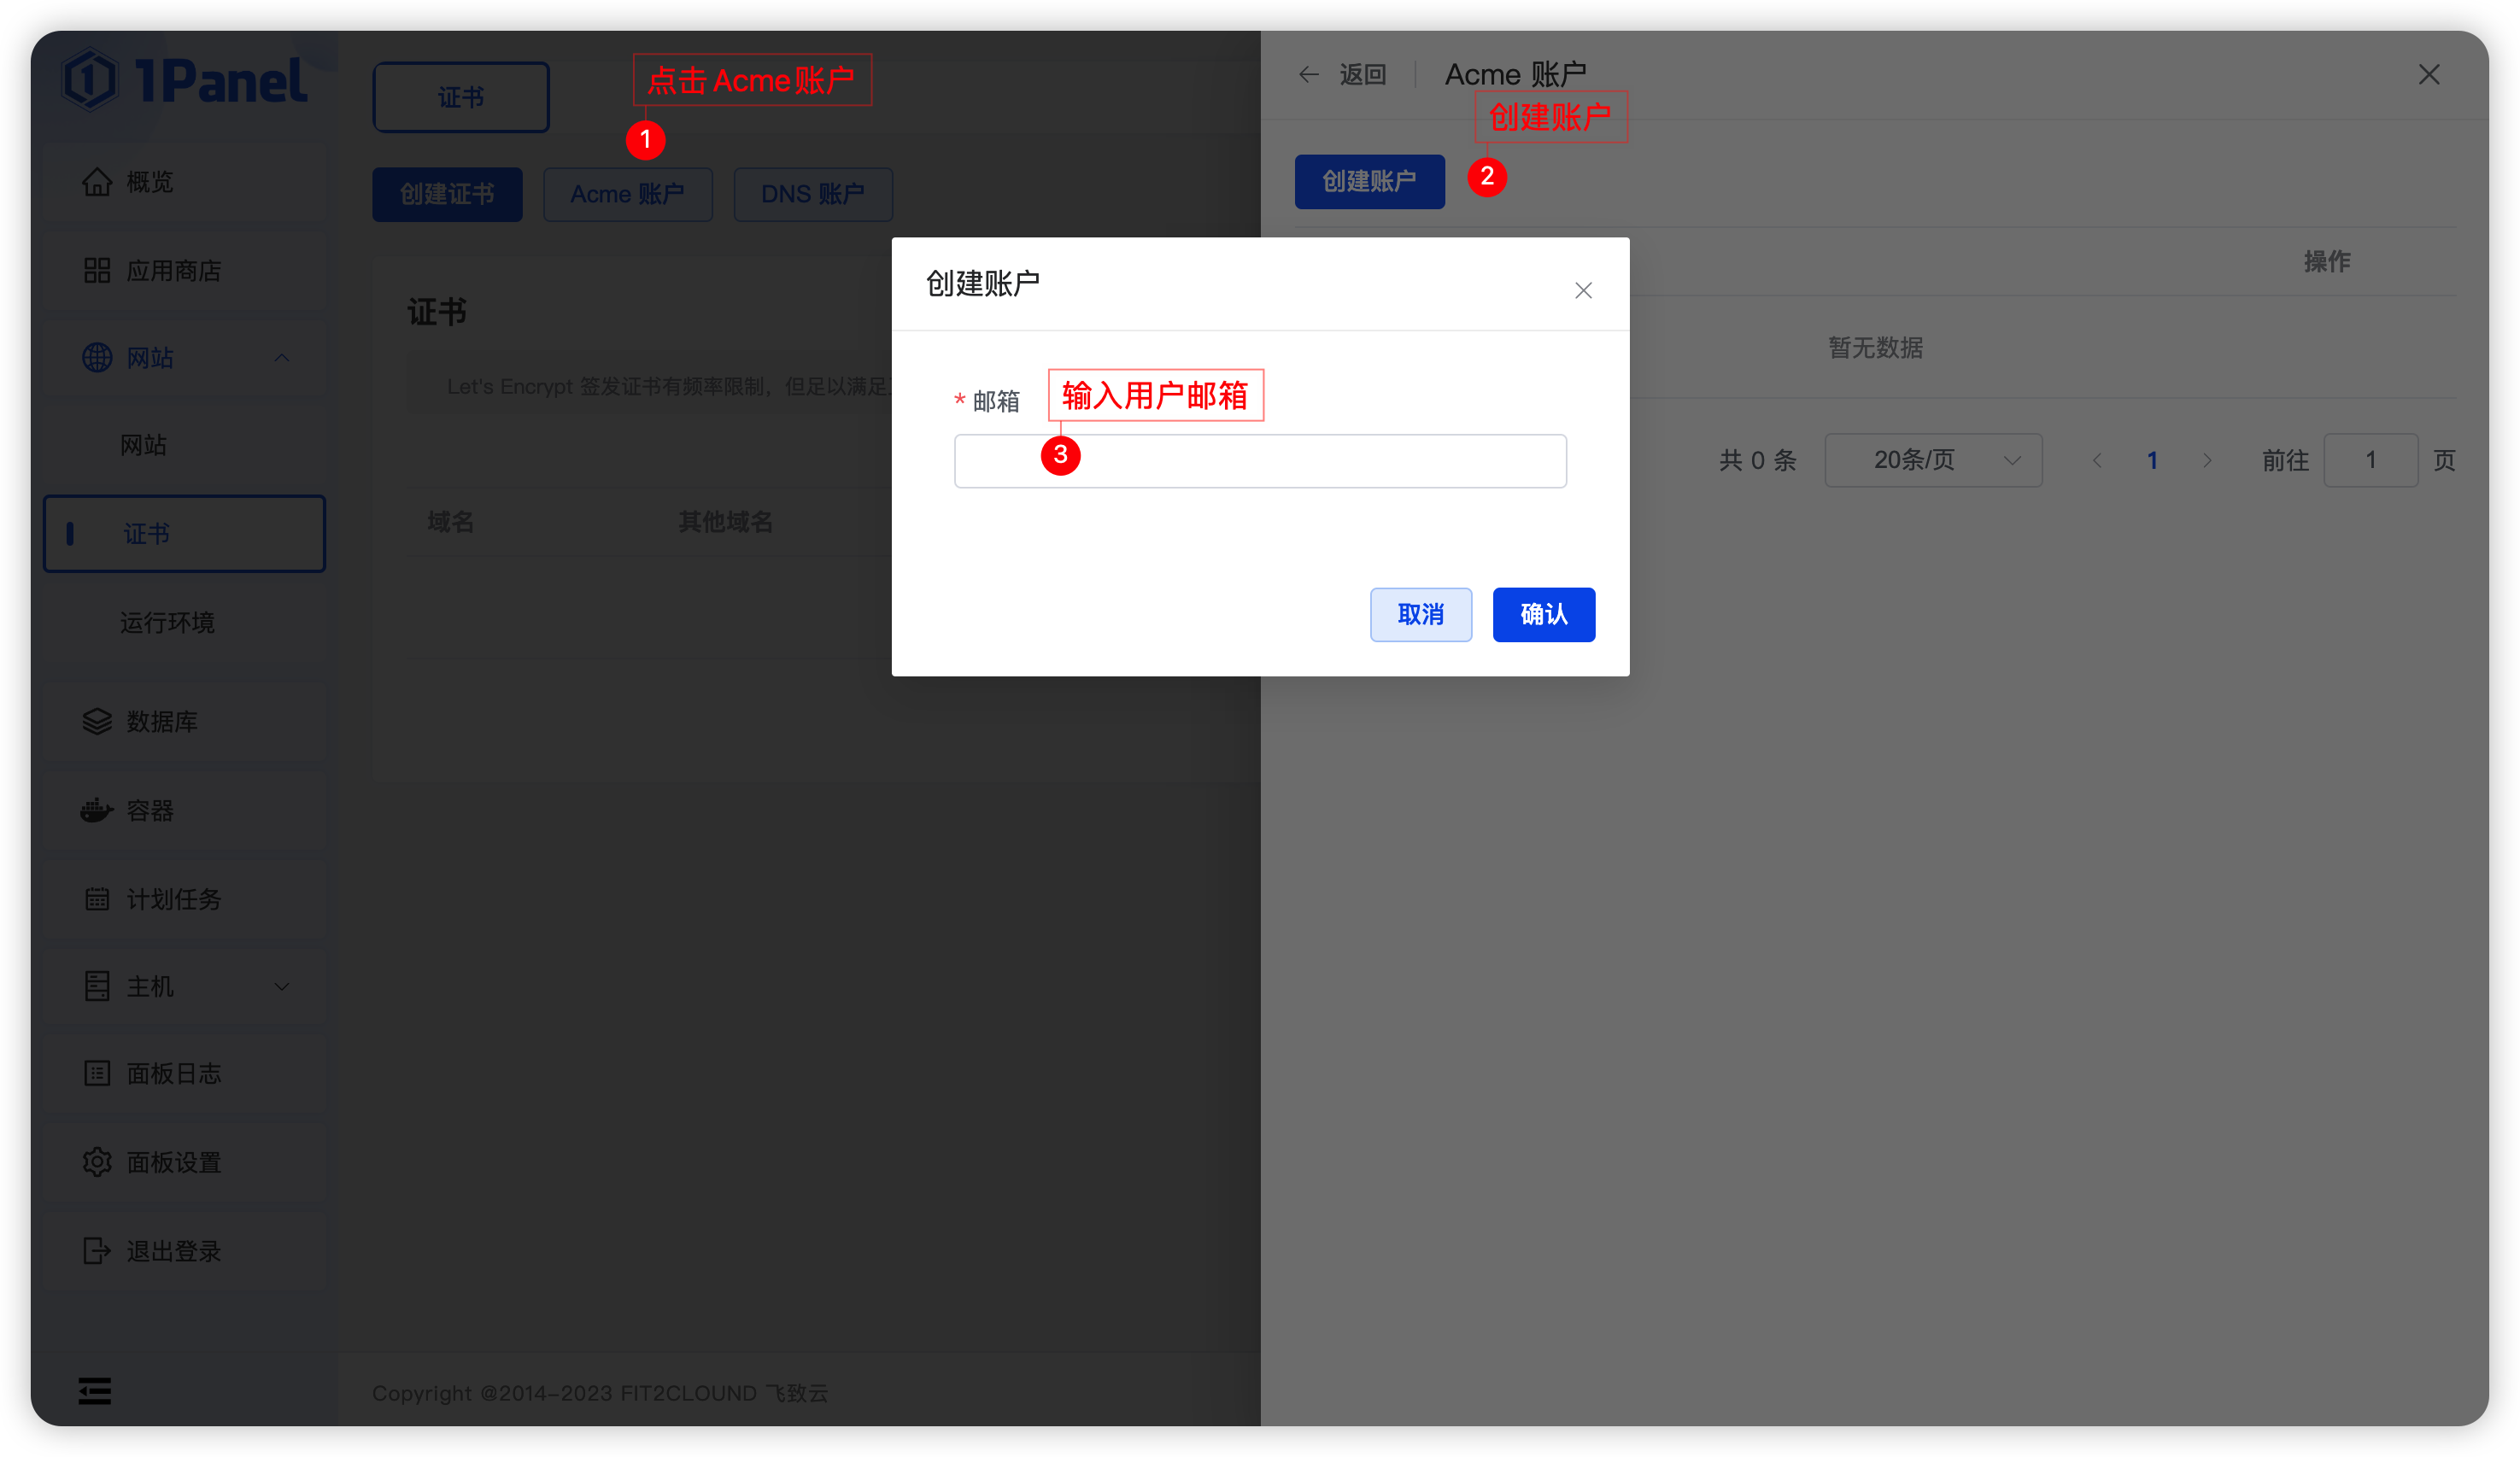 1Panel
概览
应用商店
网站
网站
证书
运行环境
数据库
容器
计划任务
主机
面板日志
面板设置
退出登录
证书
点击Acme账户
1
创建证书
Acme 账户
DNS 账户
证书
Let's Encrypt 签发证书有频率限制，但足以满足
域名
其他域名
Copyright @2014-2023 FIT2CLOUND 飞致云
返回
Acme 账户
创建账户
2
创建账户
操作
暂无数据
共 0 条
20条/页
1
前往
1
页
创建账户
* 邮箱
输入用户邮箱
3
取消
确认